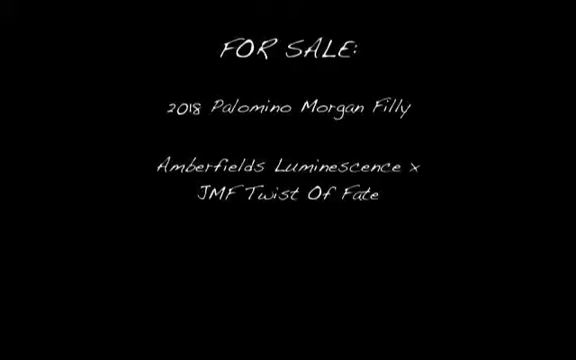 FOR SALE:
2018 Palomino Morgan Filly
Amberfields Luminescence x
JMF Twist Of Fate